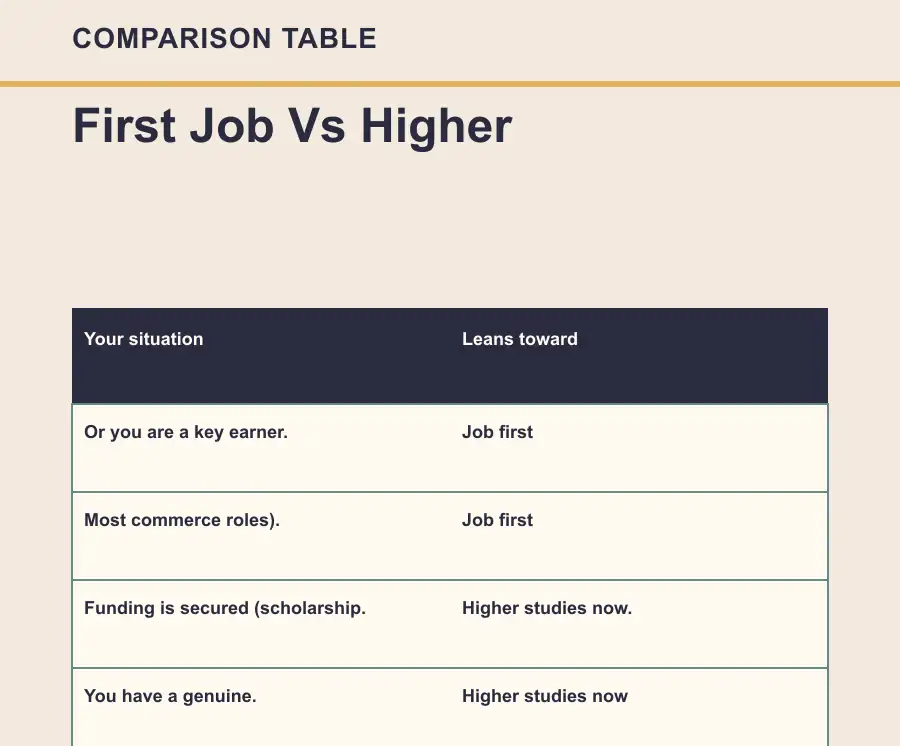 COMPARISON TABLE
First Job Vs Higher
Your situation Leans toward
Or you are a key earner. Job first
Most commerce roles). Job first
Funding is secured (scholarship. Higher studies now.
You have a genuine. Higher studies now